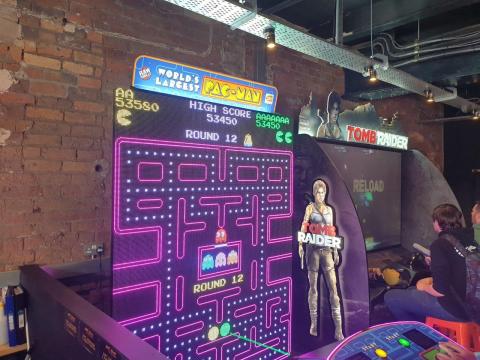 WORLD'S
LARGEST
PAC-MAN
AA
53580
HIGH SCORE
53450
AAAAAAA
53450
ROUND 12
ROUND 12
TOMB RAIDER
RELOAD
TOMB
RAIDER